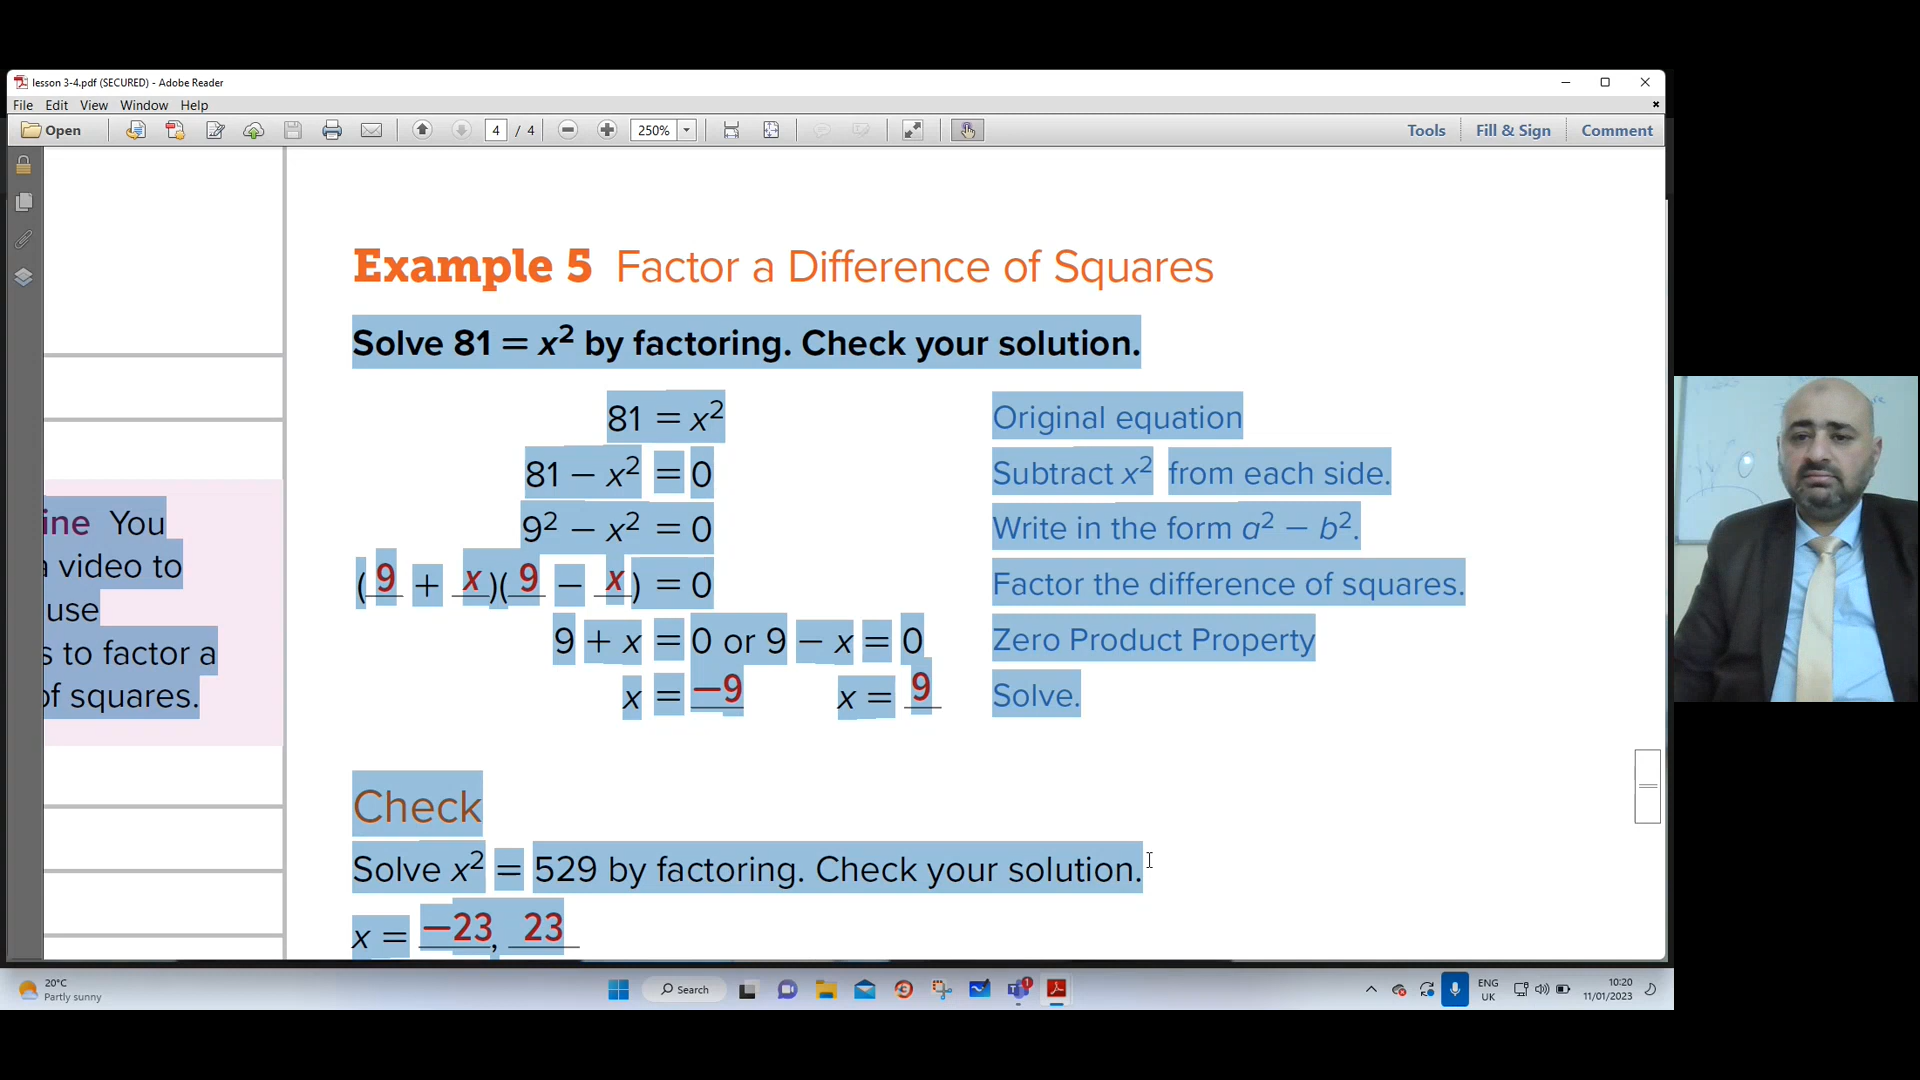 lesson 3-4.pdf (SECURED) - Adobe Reader
File Edit View Window Help
Open 4 / 4 250% Tools Fill & Sign Comment
Example 5 Factor a Difference of Squares
Solve 81 = x² by factoring. Check your solution.
81 = x² Original equation
81 − x² = 0 Subtract x² from each side.
9² − x² = 0 Write in the form a² − b².
(9 + x)(9 − x) = 0 Factor the difference of squares.
9 + x = 0 or 9 − x = 0 Zero Product Property
x = −9 x = 9 Solve.
ine You
a video to
use
s to factor a
of squares.
Check
Solve x² = 529 by factoring. Check your solution.
x = −23, 23
20°C
Partly sunny
Search
1
ENG
UK
10:20
11/01/2023